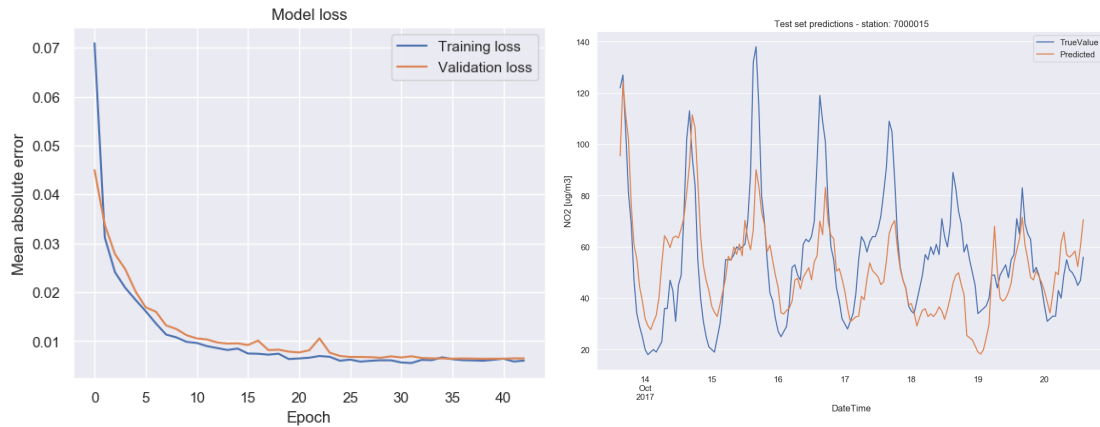 Model loss
Training loss
Validation loss
Mean absolute error
0.07
0.06
0.05
0.04
0.03
0.02
0.01
0 5 10 15 20 25 30 35 40
Epoch
Test set predictions - station: 7000015
TrueValue
Predicted
NO2 [ug/m3]
140
120
100
80
60
40
20
14 15 16 17 18 19 20
Oct
2017
DateTime